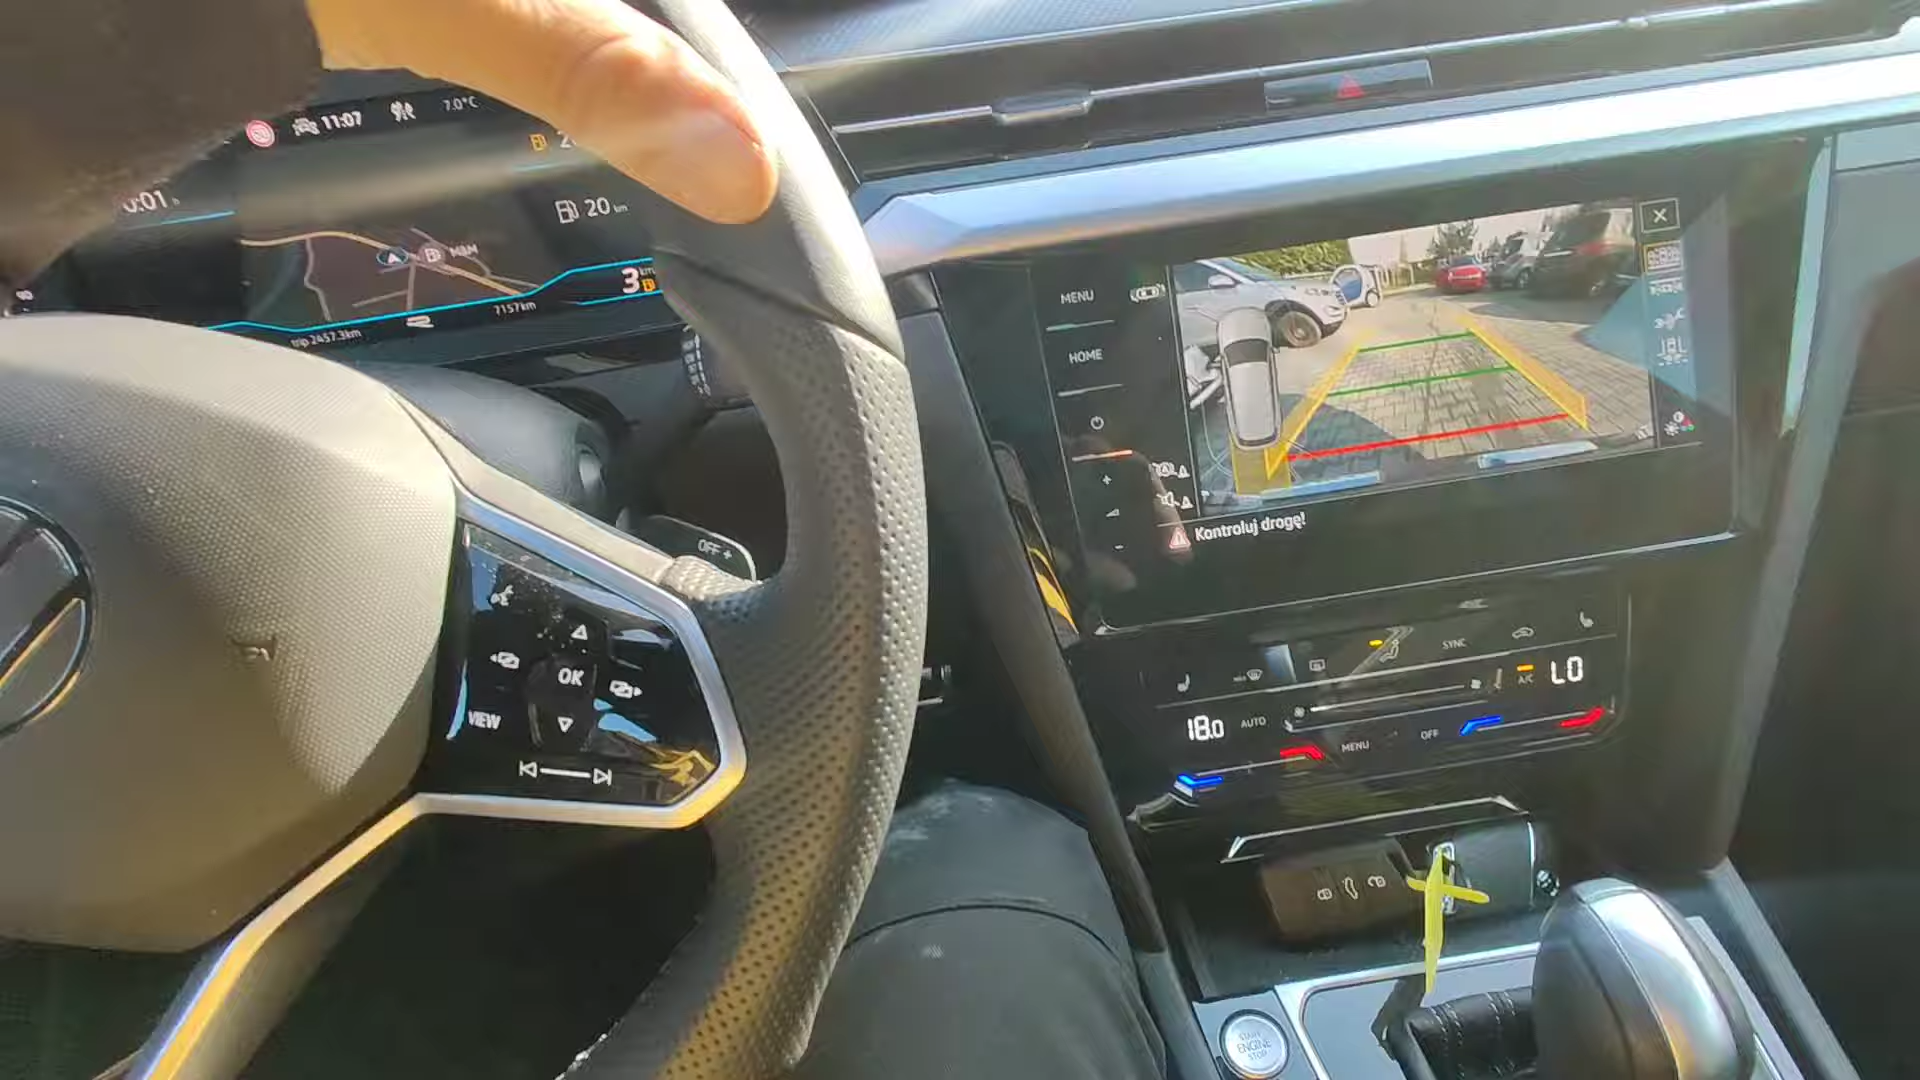 11:07
7.0°C
0:01 h
20 km
3 km
trip 2457.3km
7157km
MENU
HOME
+
-
Kontroluj drogę!
OFF +
OK
VIEW
SYNC
A/C
LO
18.0
AUTO
MENU
OFF
START
ENGINE
STOP